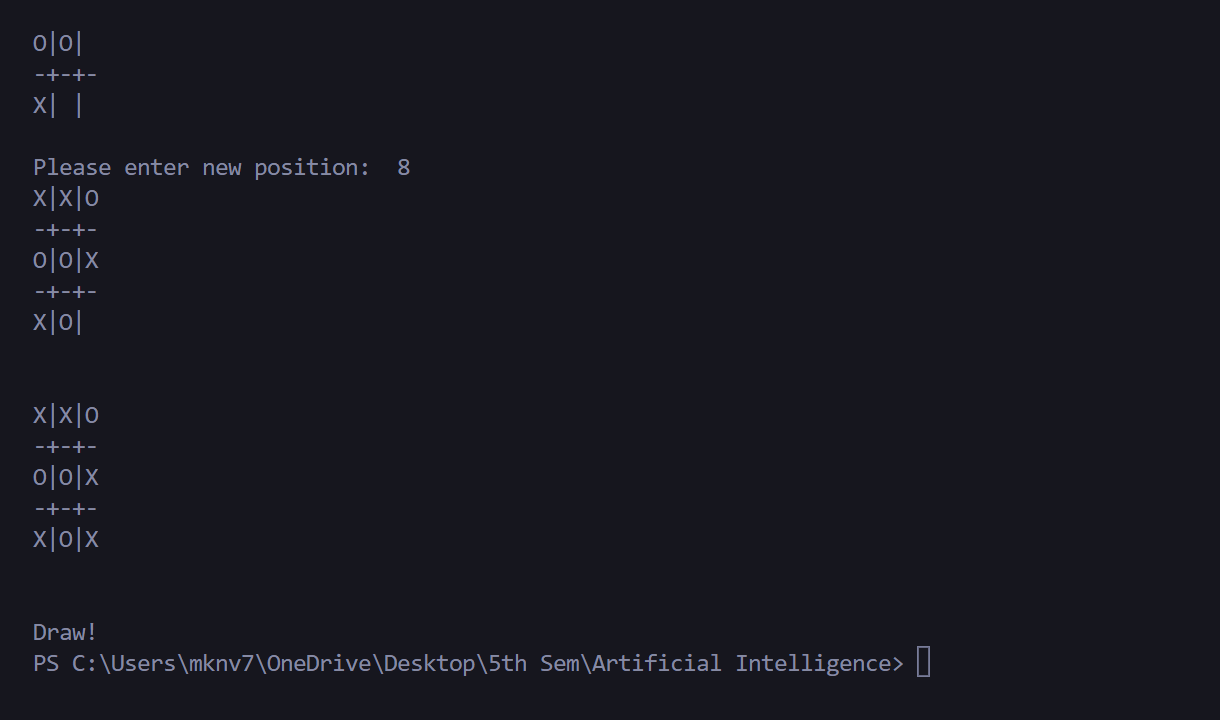 O|O|
-+-+-
X| |
Please enter new position:  8
X|X|O
-+-+-
O|O|X
-+-+-
X|O|
X|X|O
-+-+-
O|O|X
-+-+-
X|O|X
Draw!
PS C:\Users\mknv7\OneDrive\Desktop\5th Sem\Artificial Intelligence>